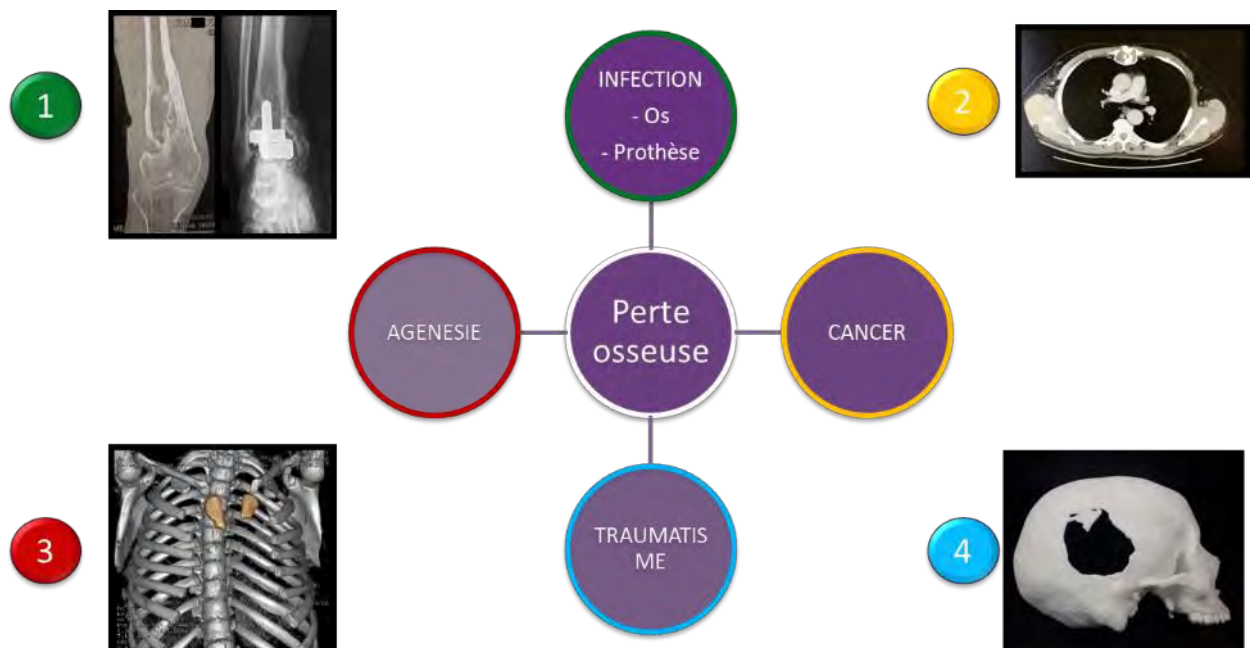 1
INFECTION
- Os
- Prothèse
2
AGENESIE
Perte
osseuse
CANCER
3
TRAUMATIS
ME
4